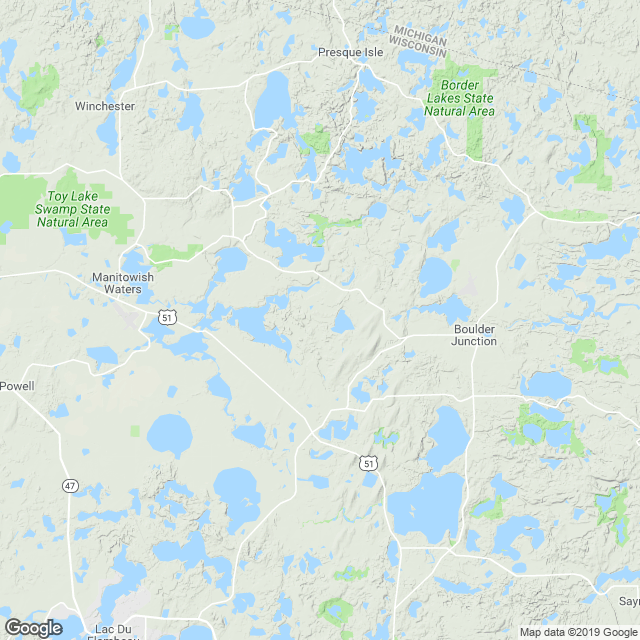 MICHIGAN
WISCONSIN
Presque Isle
Border
Lakes State
Natural Area
Winchester
Toy Lake
Swamp State
Natural Area
Manitowish
Waters
51
Boulder
Junction
Powell
51
47
Lac Du
Flambeau
Sayn
Google
Map data ©2019 Google